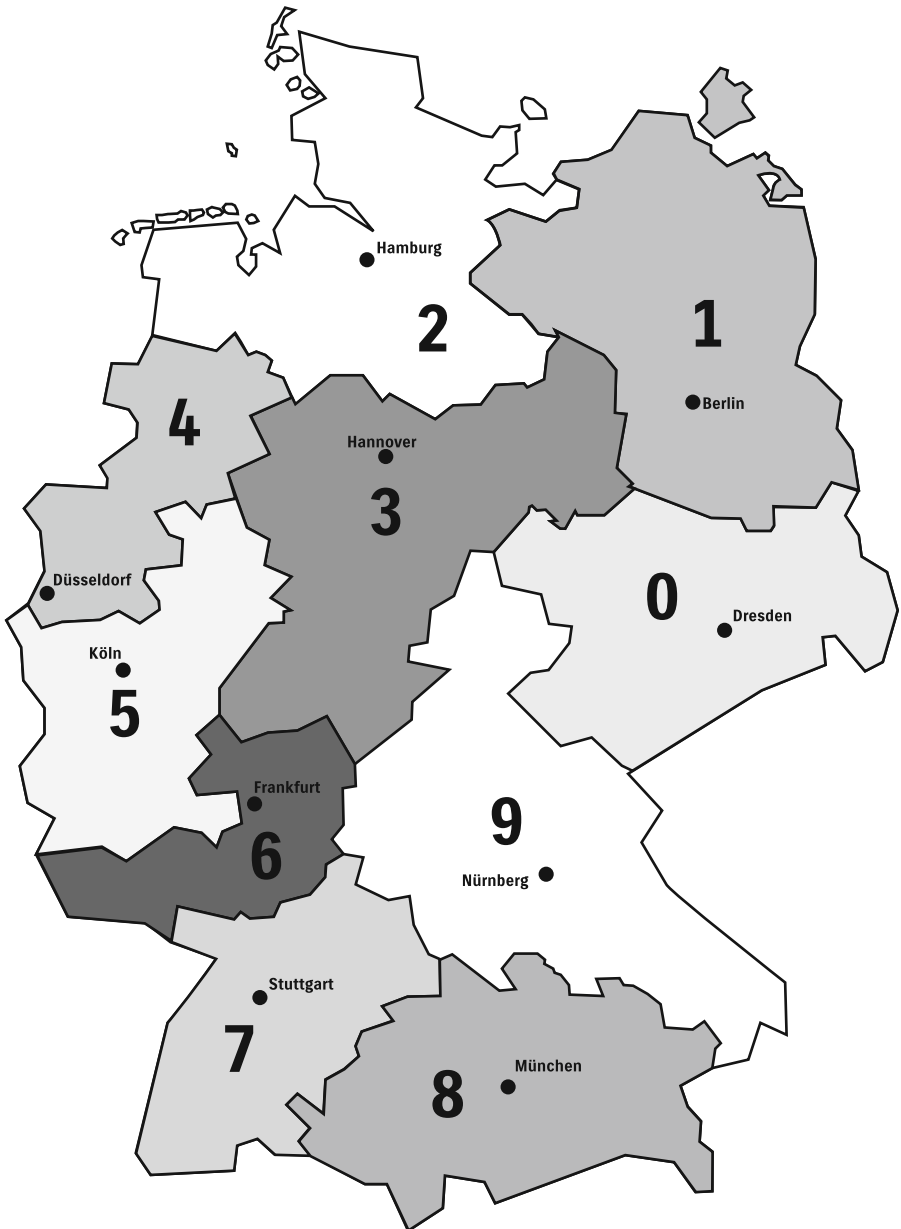 Hamburg
2
1
Berlin
4
Hannover
3
Düsseldorf
0
Dresden
Köln
5
Frankfurt
6
9
Nürnberg
Stuttgart
7
München
8